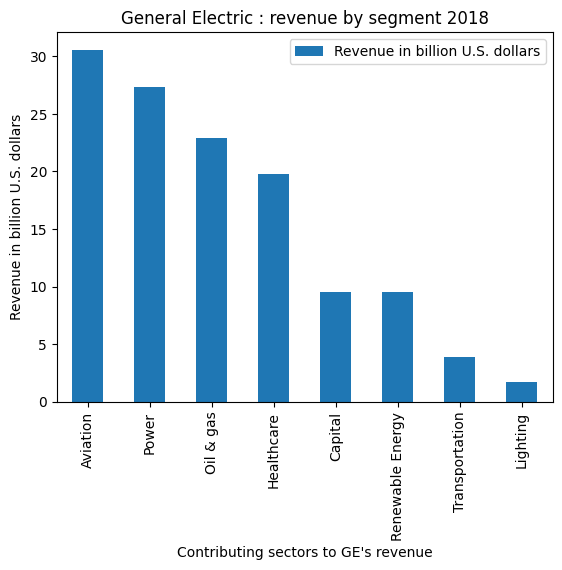 General Electric : revenue by segment 2018
Revenue in billion U.S. dollars
Revenue in billion U.S. dollars
30
25
20
15
10
5
0
Aviation
Power
Oil & gas
Healthcare
Capital
Renewable Energy
Transportation
Lighting
Contributing sectors to GE's revenue